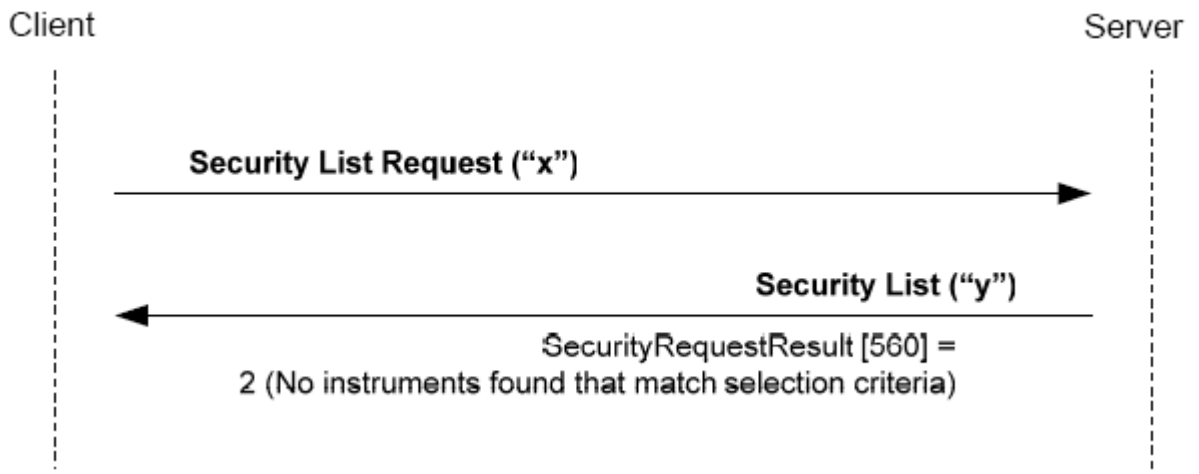 Client
Server
Security List Request (“x”)
Security List (“y”)
SecurityRequestResult [560] =
2 (No instruments found that match selection criteria)